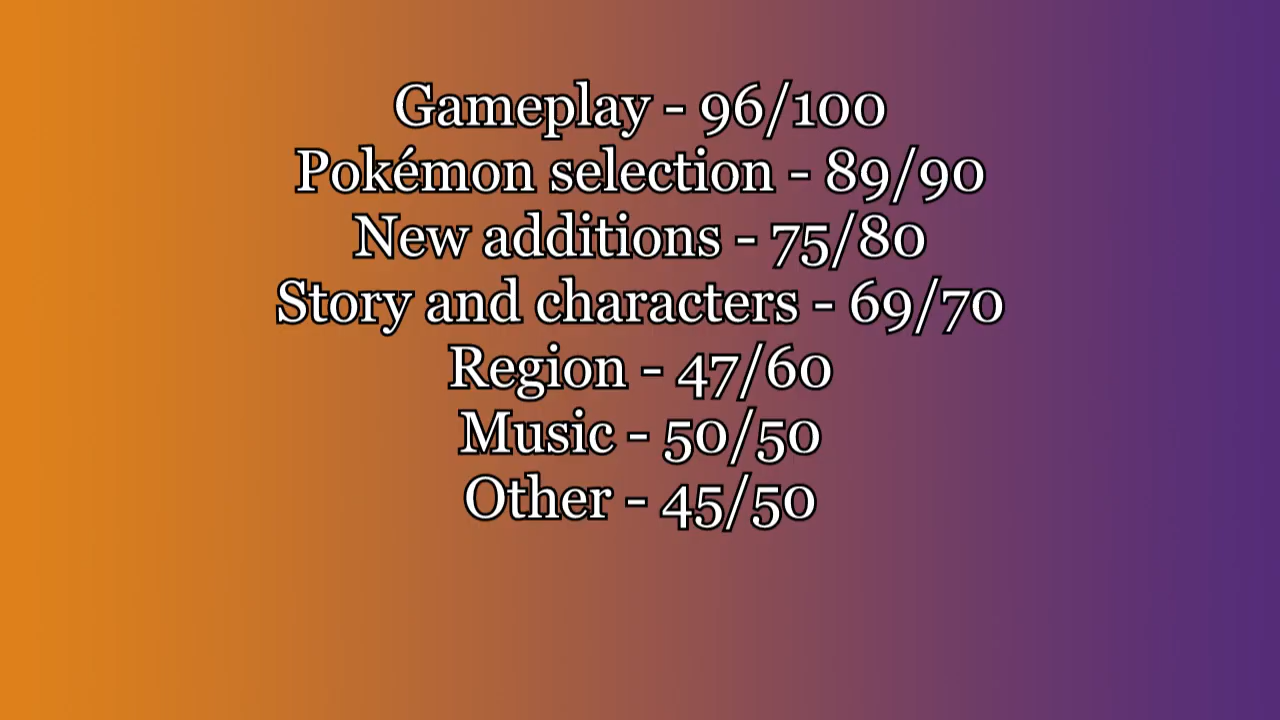 Gameplay - 96/100
Pokémon selection - 89/90
New additions - 75/80
Story and characters - 69/70
Region - 47/60
Music - 50/50
Other - 45/50